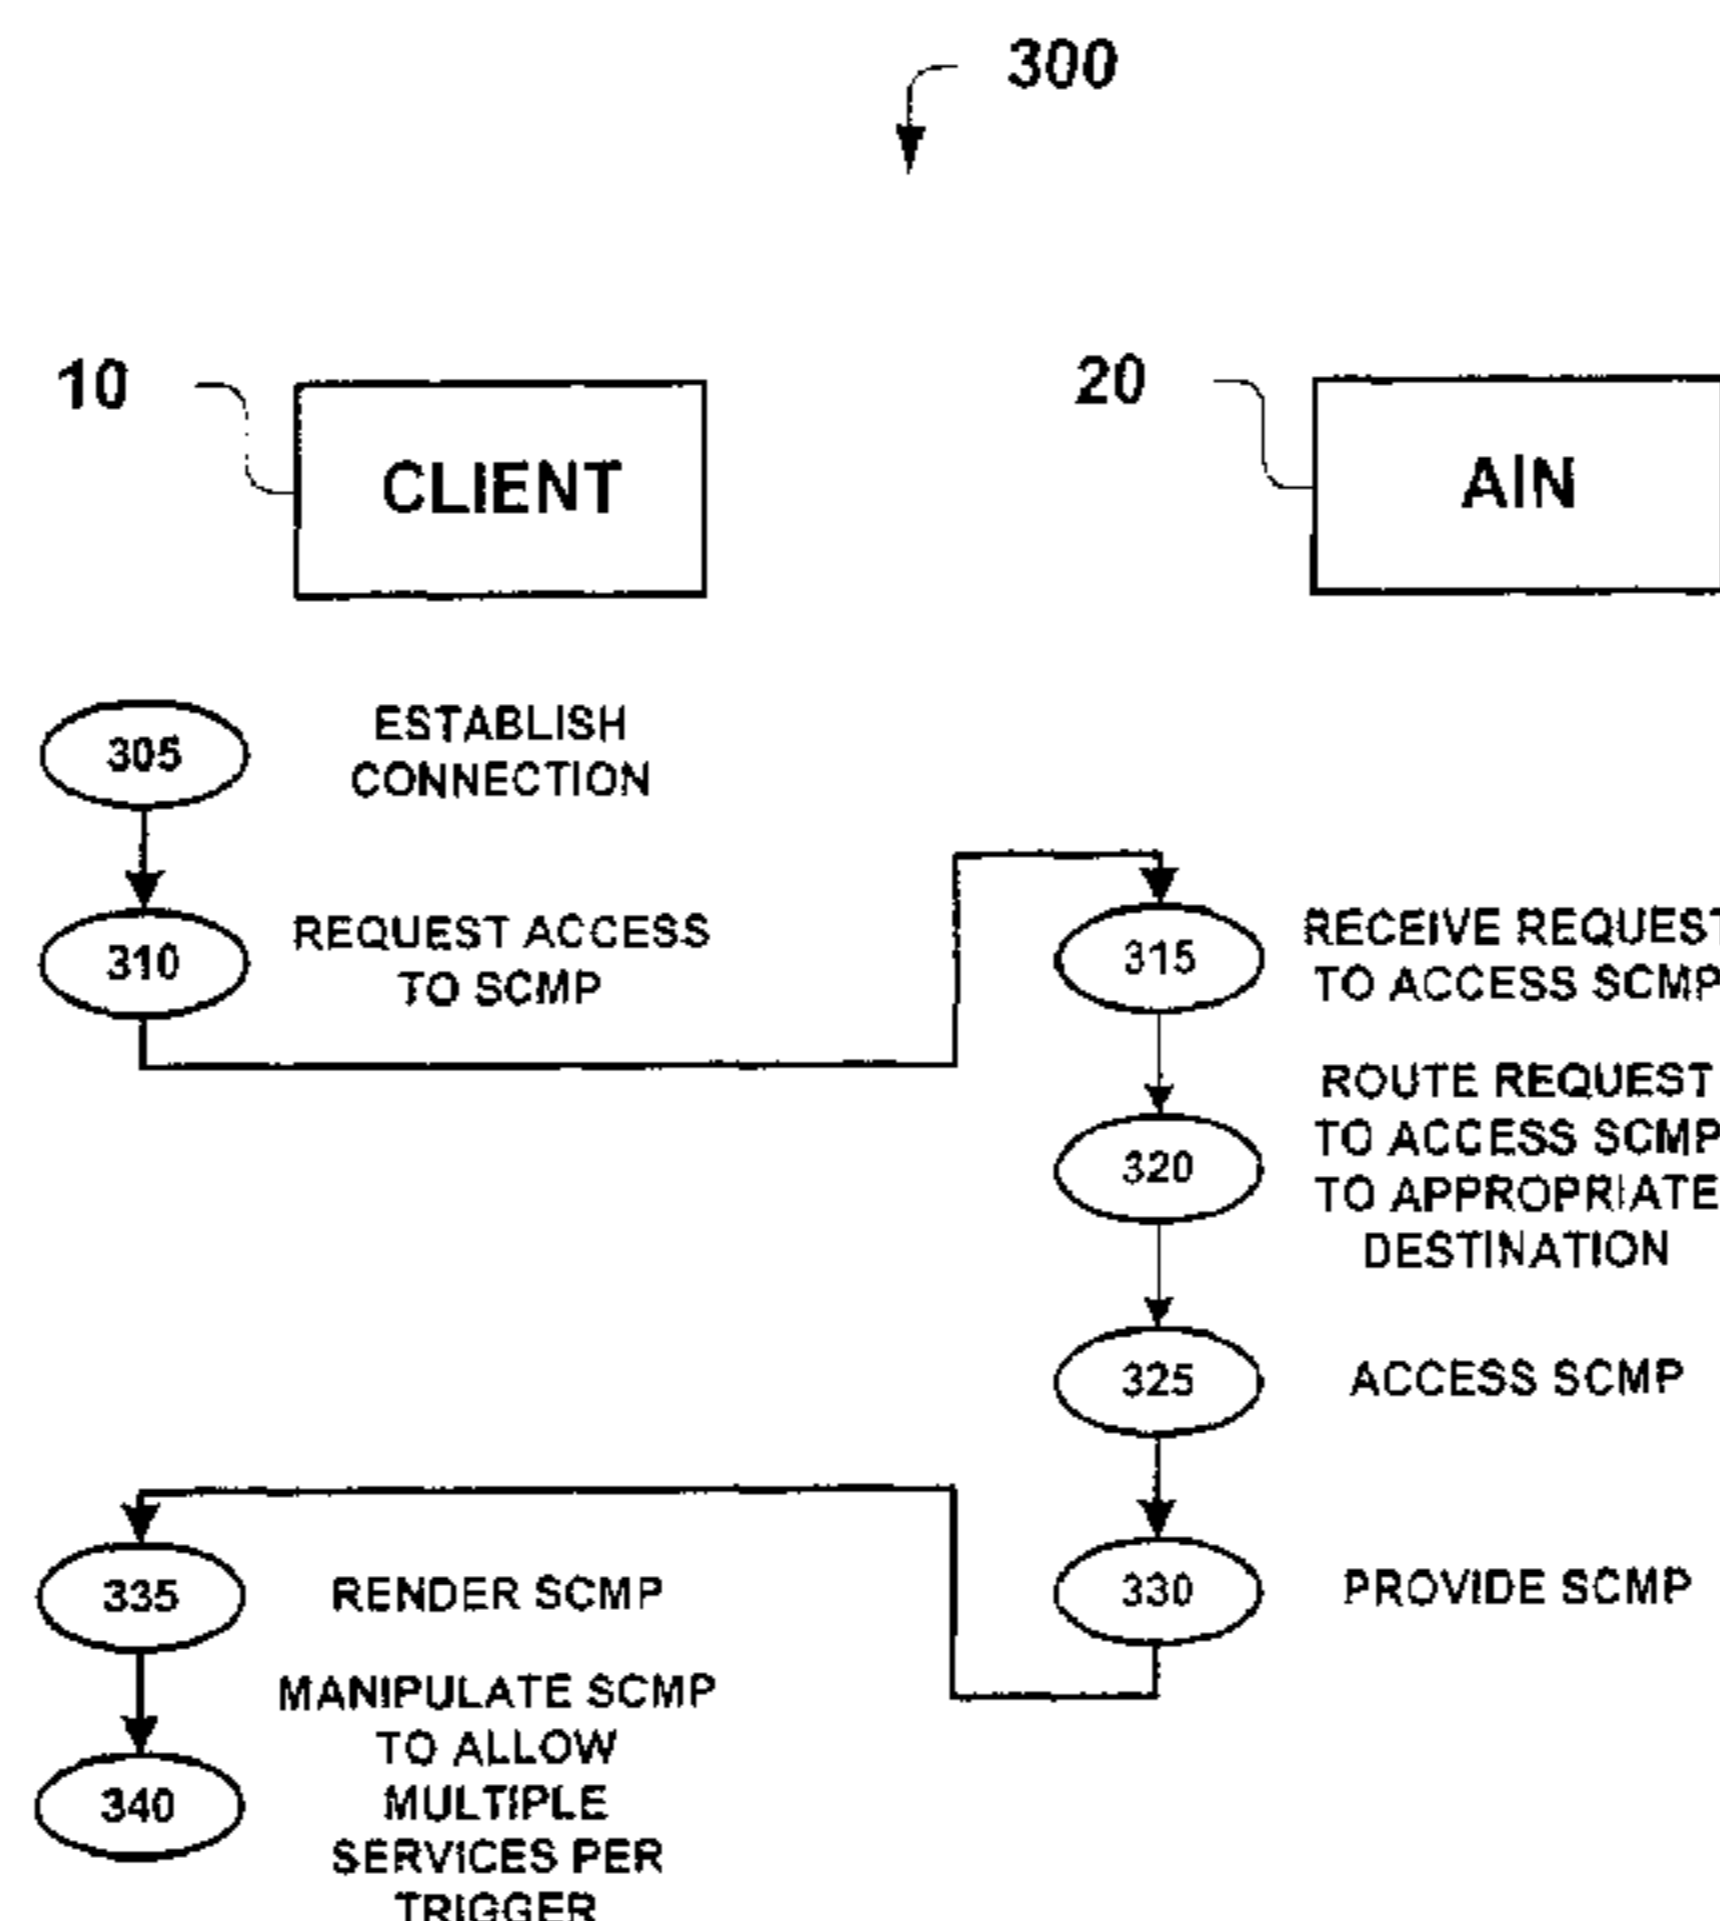 300
10
CLIENT
20
AIN
305
ESTABLISH
CONNECTION
310
REQUEST ACCESS
TO SCMP
315
RECEIVE REQUEST
TO ACCESS SCMP
320
ROUTE REQUEST
TO ACCESS SCMP
TO APPROPRIATE
DESTINATION
325
ACCESS SCMP
330
PROVIDE SCMP
335
RENDER SCMP
340
MANIPULATE SCMP
TO ALLOW
MULTIPLE
SERVICES PER
TRIGGER